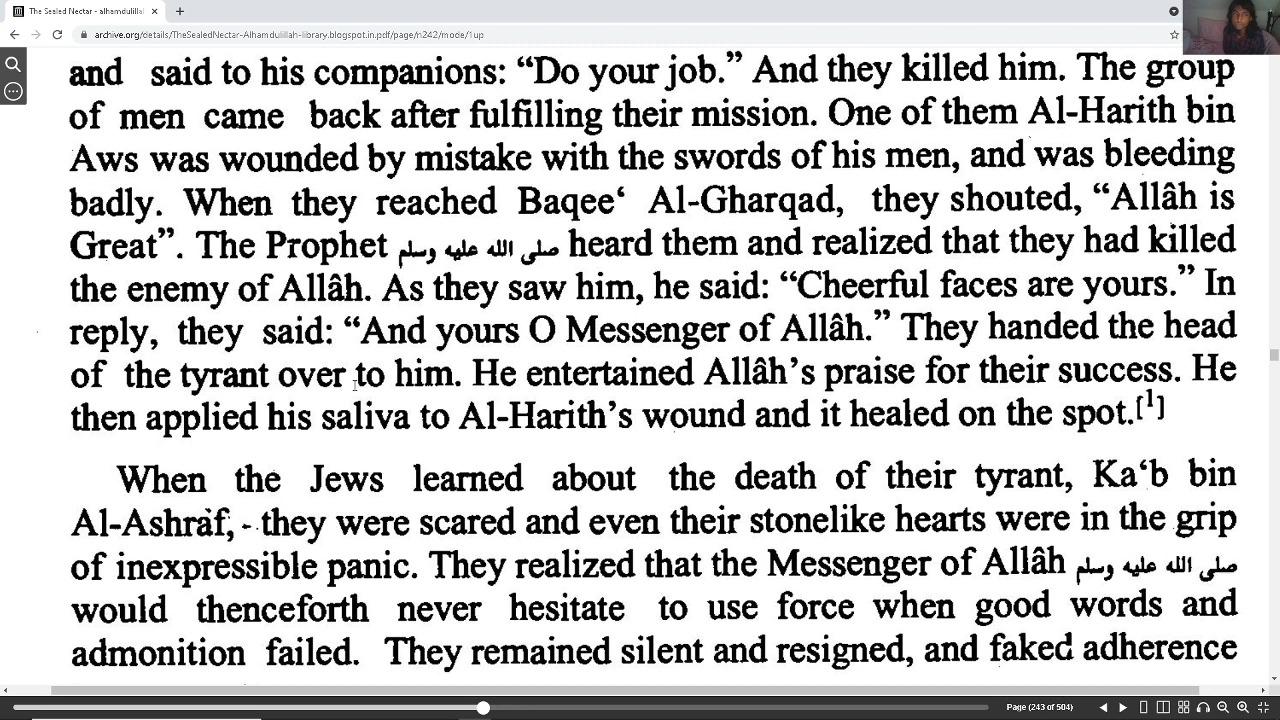 The Sealed Nectar - alhamdulillal
archive.org/details/TheSealedNectar-Alhamdulillah-library.blogspot.in.pdf/page/n242/mode/1up
and said to his companions: “Do your job.” And they killed him. The group
of men came back after fulfilling their mission. One of them Al-Harith bin
Aws was wounded by mistake with the swords of his men, and was bleeding
badly. When they reached Baqee‘ Al-Gharqad, they shouted, “Allâh is
Great”. The Prophet صلى الله عليه وسلم heard them and realized that they had killed
the enemy of Allâh. As they saw him, he said: “Cheerful faces are yours.” In
reply, they said: “And yours O Messenger of Allâh.” They handed the head
of the tyrant over to him. He entertained Allâh’s praise for their success. He
then applied his saliva to Al-Harith’s wound and it healed on the spot.[1]
When the Jews learned about the death of their tyrant, Ka‘b bin
Al-Ashraf, - they were scared and even their stonelike hearts were in the grip
of inexpressible panic. They realized that the Messenger of Allâh صلى الله عليه وسلم
would thenceforth never hesitate to use force when good words and
admonition failed. They remained silent and resigned, and faked adherence
Page (243 of 504)